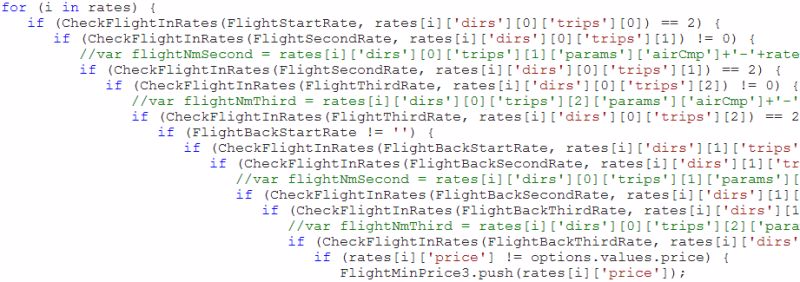 for (i in rates) {
if (CheckFlightInRates(FlightStartRate, rates[i]['dirs'][0]['trips'][0]) == 2) {
if (CheckFlightInRates(FlightSecondRate, rates[i]['dirs'][0]['trips'][1]) != 0) {
//var flightNmSecond = rates[i]['dirs'][0]['trips'][1]['params']['airCmp']+'-'+rate
if (CheckFlightInRates(FlightSecondRate, rates[i]['dirs'][0]['trips'][1]) == 2) {
if (CheckFlightInRates(FlightThirdRate, rates[i]['dirs'][0]['trips'][2]) != 0) {
//var flightNmThird = rates[i]['dirs'][0]['trips'][2]['params']['airCmp']+'-'
if (CheckFlightInRates(FlightThirdRate, rates[i]['dirs'][0]['trips'][2]) == 2
if (FlightBackStartRate != '') {
if (CheckFlightInRates(FlightBackStartRate, rates[i]['dirs'][1]['trips'
if (CheckFlightInRates(FlightBackSecondRate, rates[i]['dirs'][1]['tr
//var flightNmSecond = rates[i]['dirs'][0]['trips'][1]['params'][
if (CheckFlightInRates(FlightBackSecondRate, rates[i]['dirs'][1][
if (CheckFlightInRates(FlightBackThirdRate, rates[i]['dirs'][1
//var flightNmThird = rates[i]['dirs'][0]['trips'][2]['para
if (CheckFlightInRates(FlightBackThirdRate, rates[i]['dirs'
if (rates[i]['price'] != options.values.price) {
FlightMinPrice3.push(rates[i]['price']);